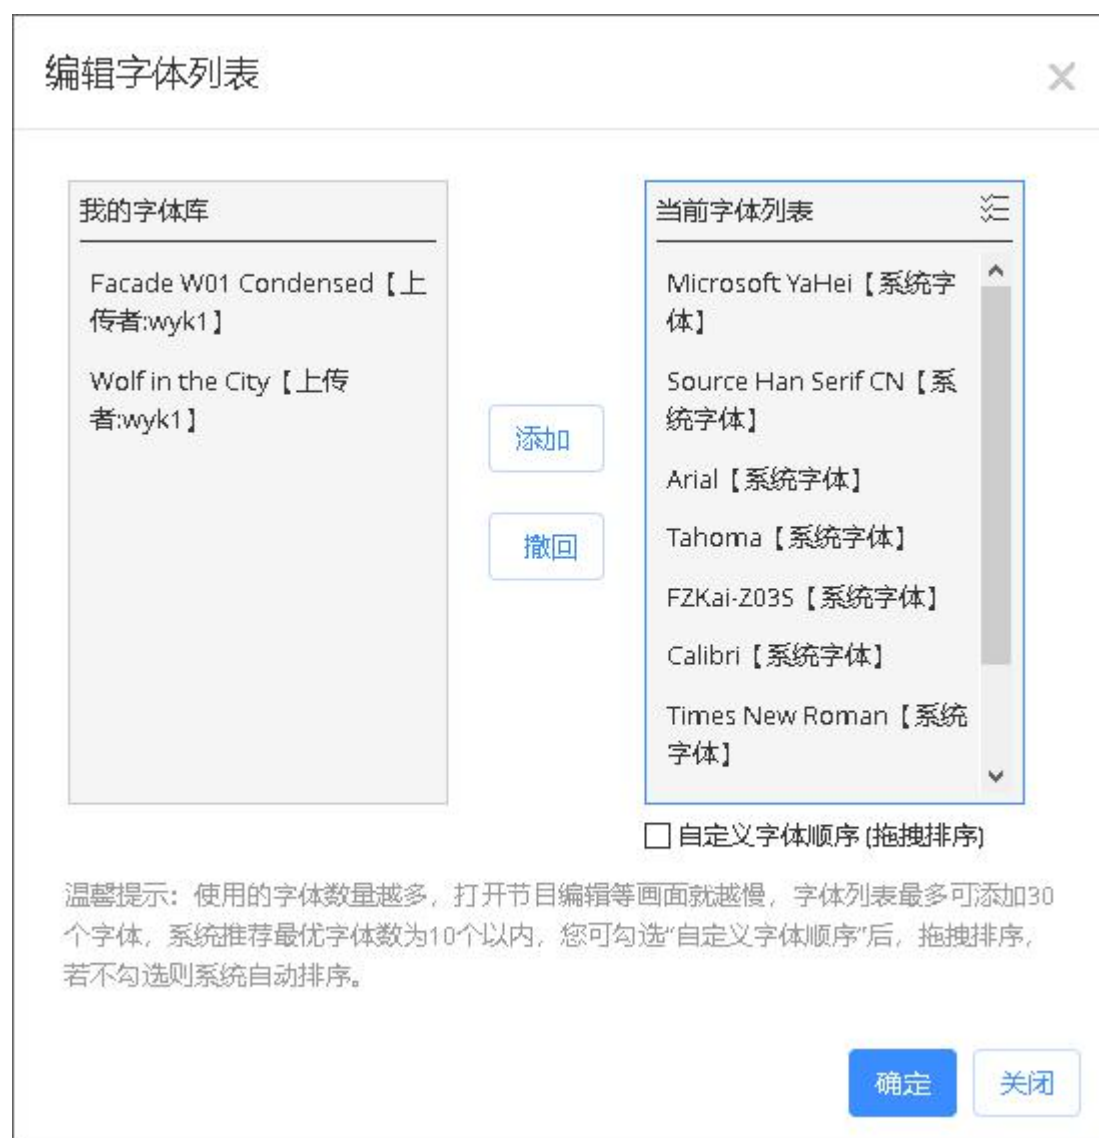 编辑字体列表
我的字体库
Facade W01 Condensed【上
传者:wyk1】
Wolf in the City【上传
者:wyk1】
添加
撤回
当前字体列表
Microsoft YaHei【系统字
体】
Source Han Serif CN【系
统字体】
Arial【系统字体】
Tahoma【系统字体】
FZKai-Z03S【系统字体】
Calibri【系统字体】
Times New Roman【系统
字体】
自定义字体顺序 (拖拽排序)
温馨提示：使用的字体数量越多，打开节目编辑等画面就越慢，字体列表最多可添加30
个字体，系统推荐最优字体数为10个以内，您可勾选“自定义字体顺序”后，拖拽排序，
若不勾选则系统自动排序。
确定
关闭